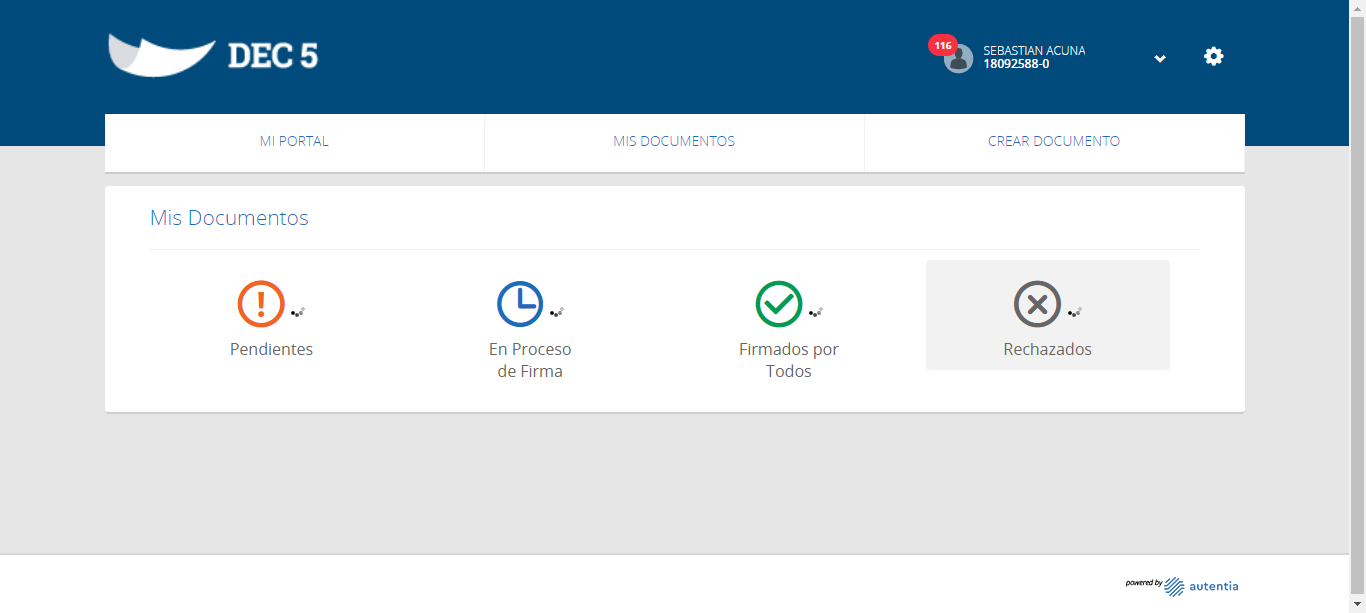 DEC 5
116
SEBASTIAN ACUNA
18092588-0
MI PORTAL
MIS DOCUMENTOS
CREAR DOCUMENTO
Mis Documentos
Pendientes
En Proceso
de Firma
Firmados por
Todos
Rechazados
powered by autentia